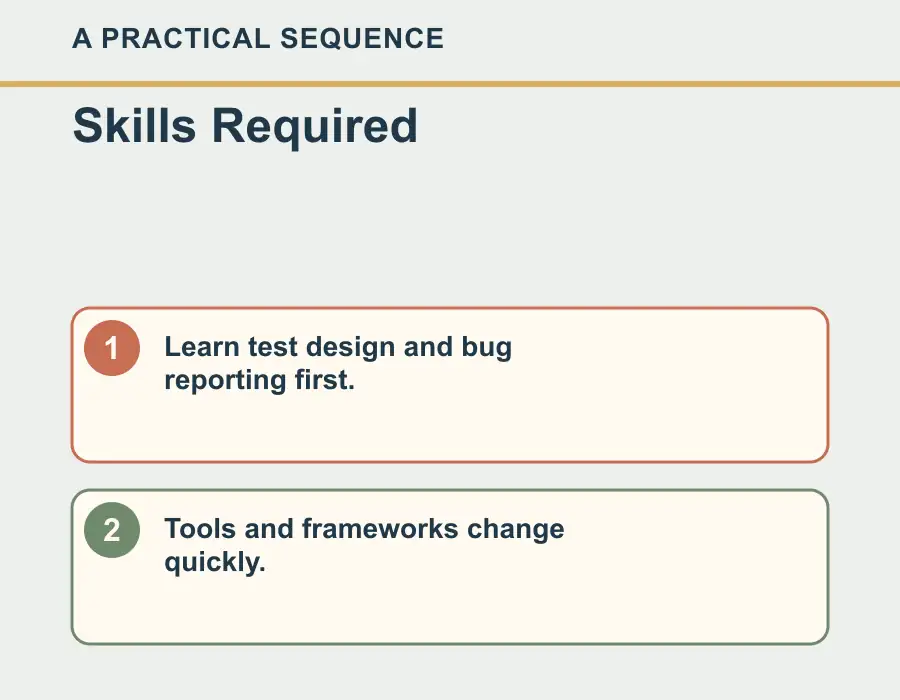 A PRACTICAL SEQUENCE
Skills Required
1
Learn test design and bug
reporting first.
2
Tools and frameworks change
quickly.